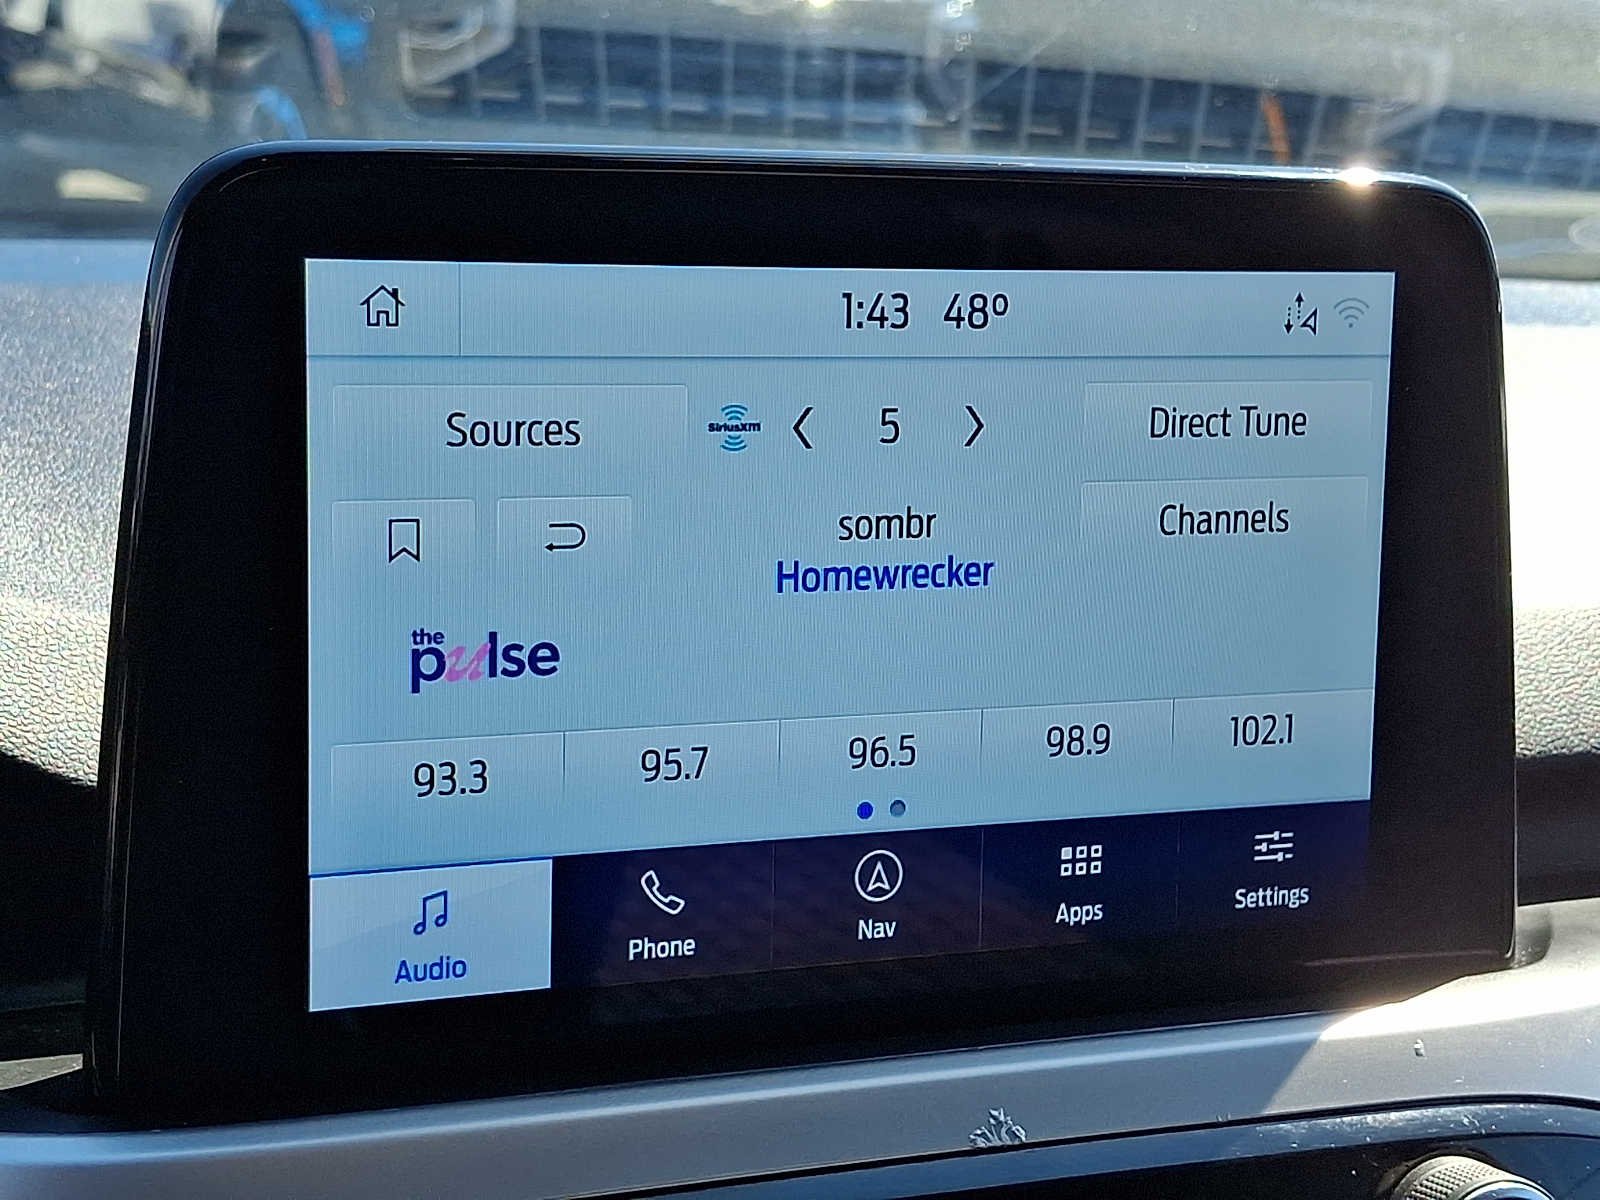 1:43 48°
Sources
SiriusXM
5
Direct Tune
sombr
Channels
Homewrecker
the
pulse
93.3
95.7
96.5
98.9
102.1
Audio
Phone
Nav
Apps
Settings